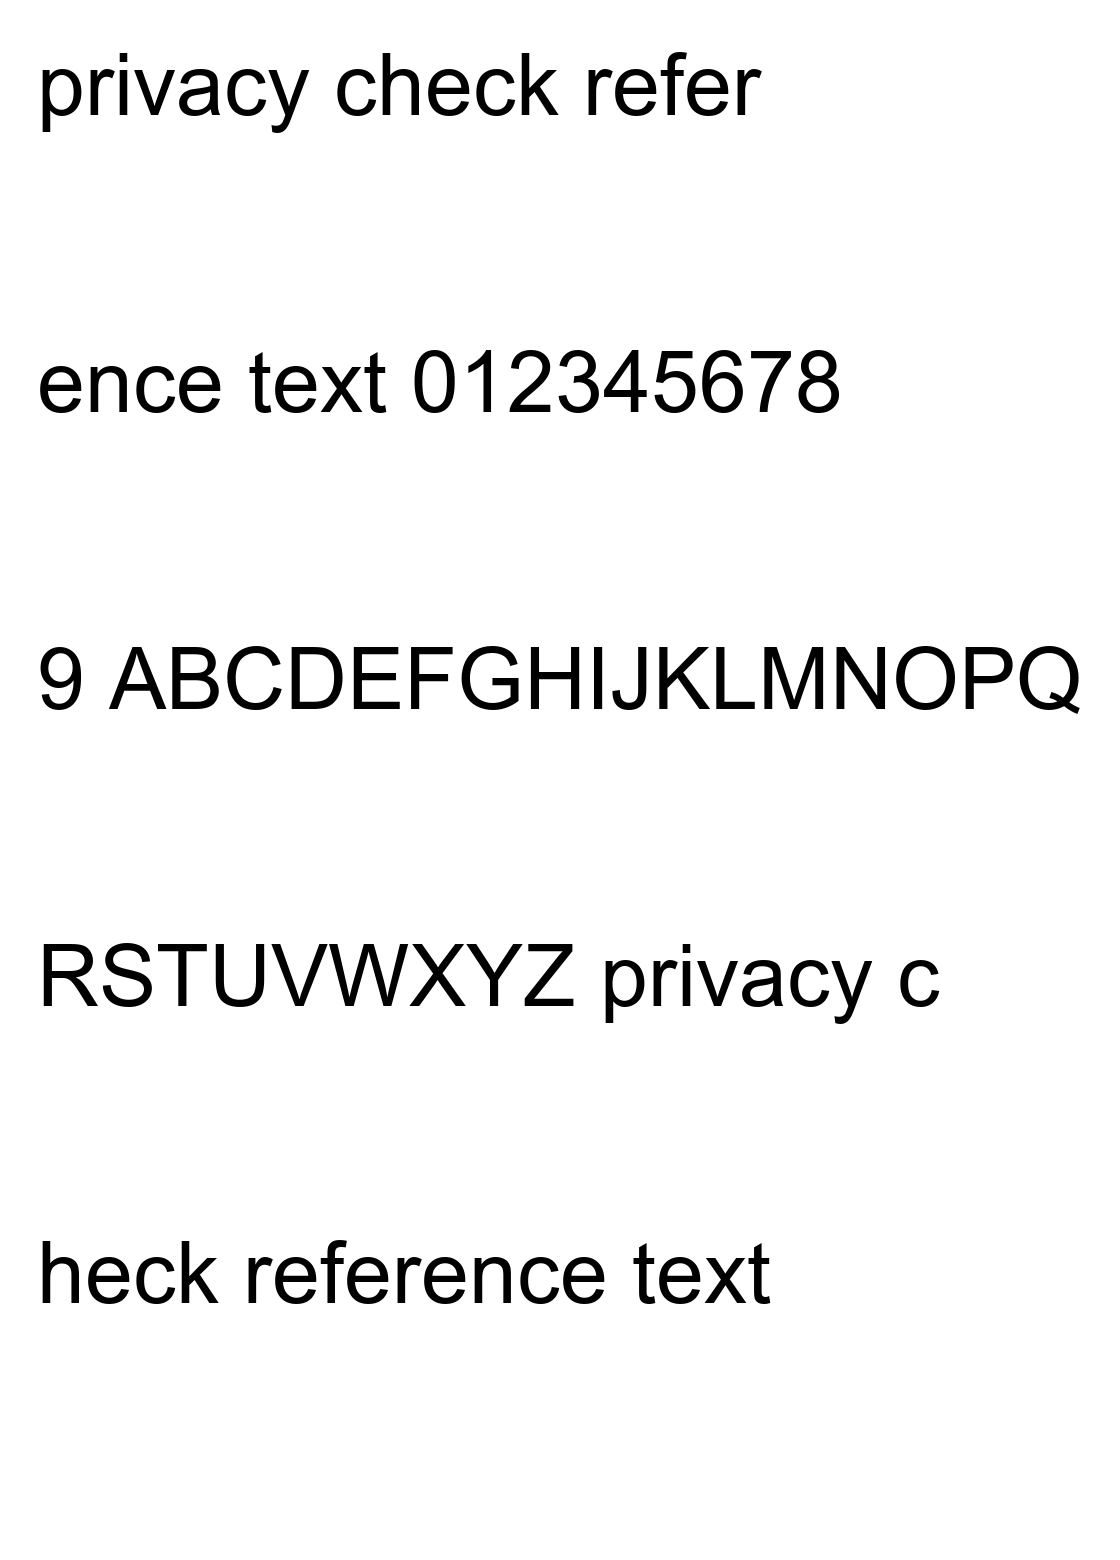 privacy check refer
ence text 012345678
9 ABCDEFGHIJKLMNOPQ
RSTUVWXYZ privacy c
heck reference text